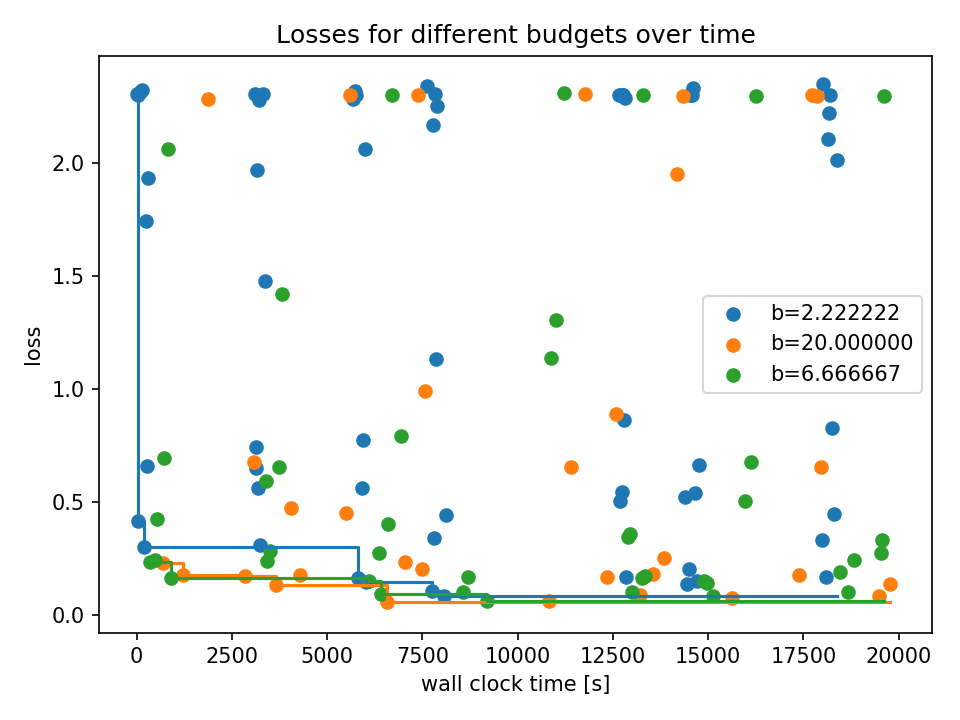 Losses for different budgets over time
loss
2.0
1.5
1.0
0.5
0.0
b=2.222222
b=20.000000
b=6.666667
0 2500 5000 7500 10000 12500 15000 17500 20000
wall clock time [s]